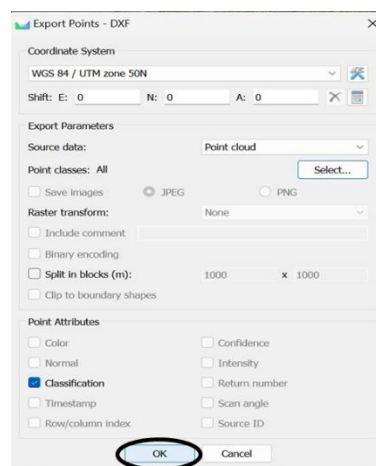 Export Points - DXF
Coordinate System
WGS 84 / UTM zone 50N
Shift: E: 0 N: 0 A: 0
Export Parameters
Source data: Point cloud
Point classes: All Select...
Save images JPEG PNG
Raster transform: None
Include comment
Binary encoding
Split in blocks (m): 1000 x 1000
Clip to boundary shapes
Point Attributes
Color Confidence
Normal Intensity
Classification Return number
Timestamp Scan angle
Row/column index Source ID
OK Cancel